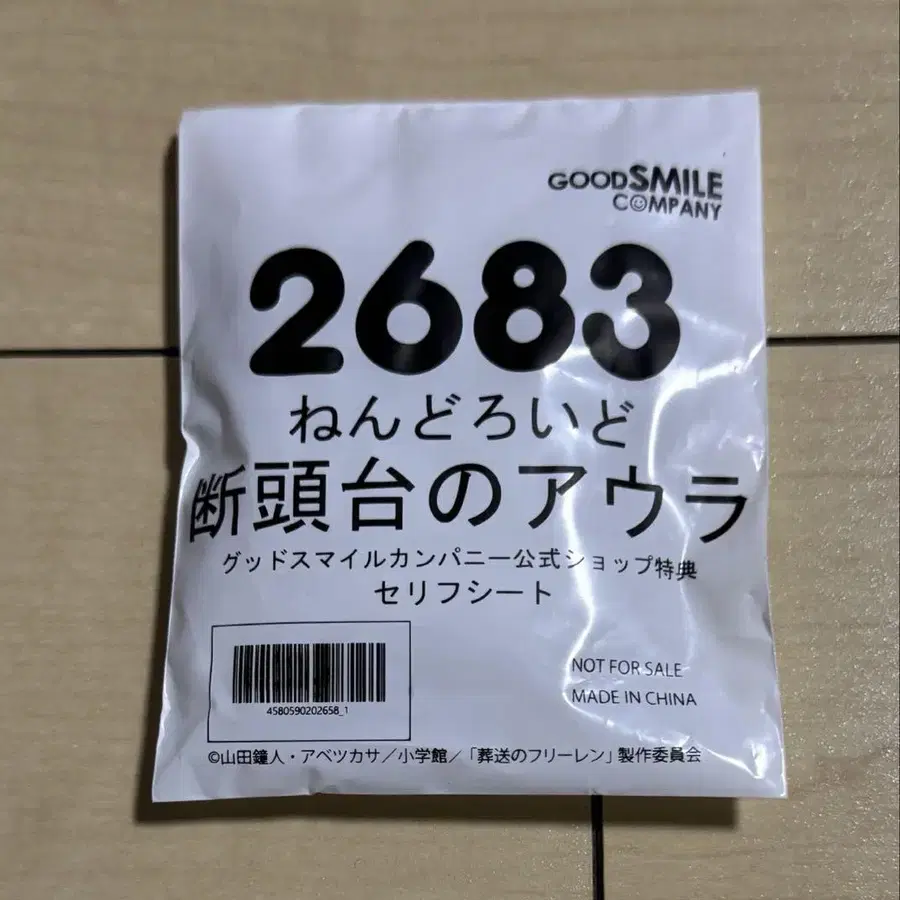 GOODSMILE
COMPANY
2683
ねんどろいど
断頭台のアウラ
グッドスマイルカンパニー公式ショップ特典
セリフシート
NOT FOR SALE
MADE IN CHINA
4580590202658_1
©山田鐘人・アベツカサ／小学館／「葬送のフリーレン」製作委員会